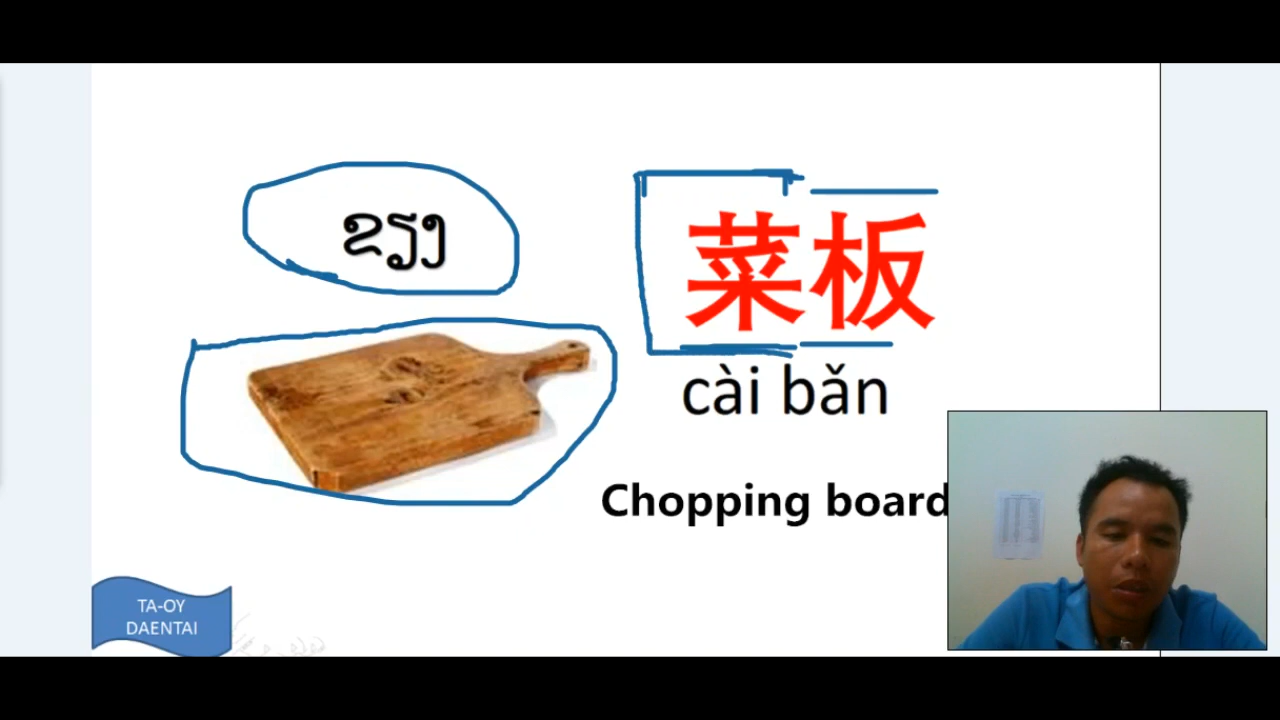 ຂຽງ
菜板
cài bǎn
Chopping board
TA-OY
DAENTAI